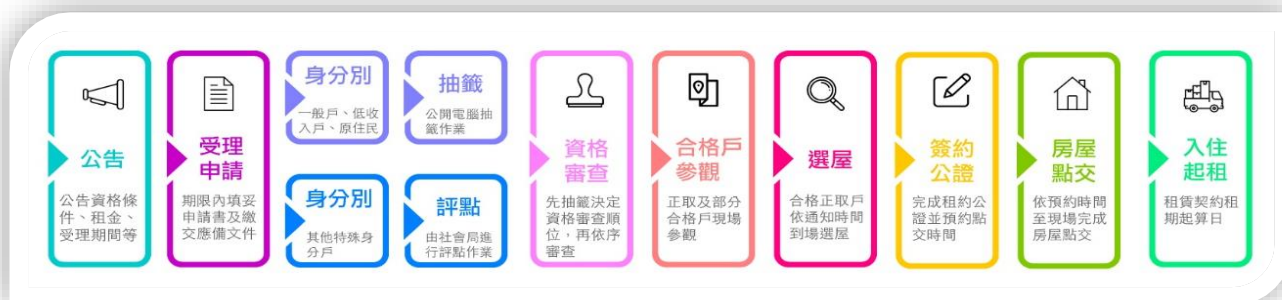 公告
公告資格條
件、租金、
受理期間等
受理
申請
期限內填妥
申請書及繳
交應備文件
身分別
一般戶、低收
入戶、原住民
抽籤
公開電腦抽
籤作業
身分別
其他特殊身
分戶
評點
由社會局進
行評點作業
資格
審查
先抽籤決定
資格審查順
位，再依序
審查
合格戶
參觀
正取及部分
合格戶現場
參觀
選屋
合格正取戶
依通知時間
到場選屋
簽約
公證
完成租約公
證並預約點
交時間
房屋
點交
依預約時間
至現場完成
房屋點交
入住
起租
租賃契約租
期起算日